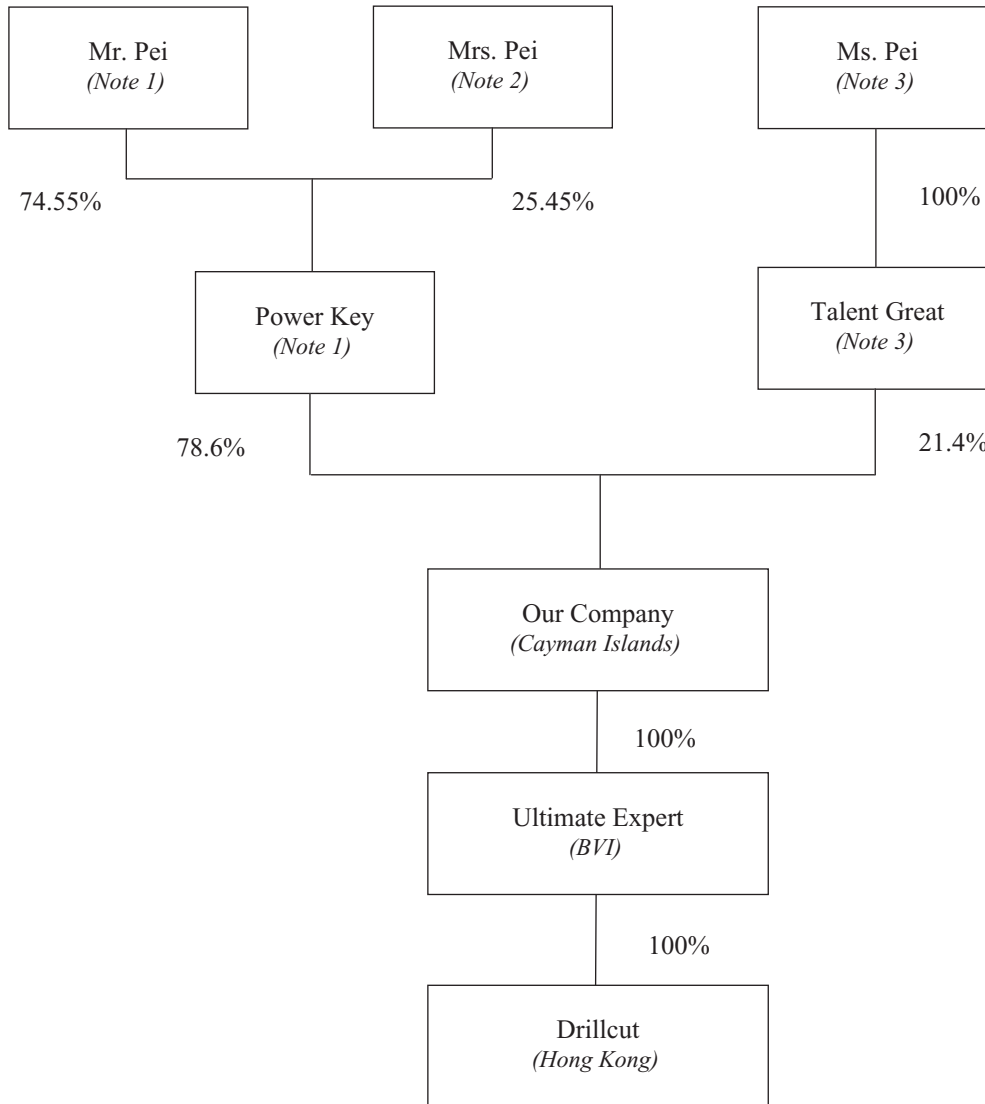 Mr. Pei
(Note 1)
Mrs. Pei
(Note 2)
Ms. Pei
(Note 3)
74.55%
25.45%
100%
Power Key
(Note 1)
Talent Great
(Note 3)
78.6%
21.4%
Our Company
(Cayman Islands)
100%
Ultimate Expert
(BVI)
100%
Drillcut
(Hong Kong)